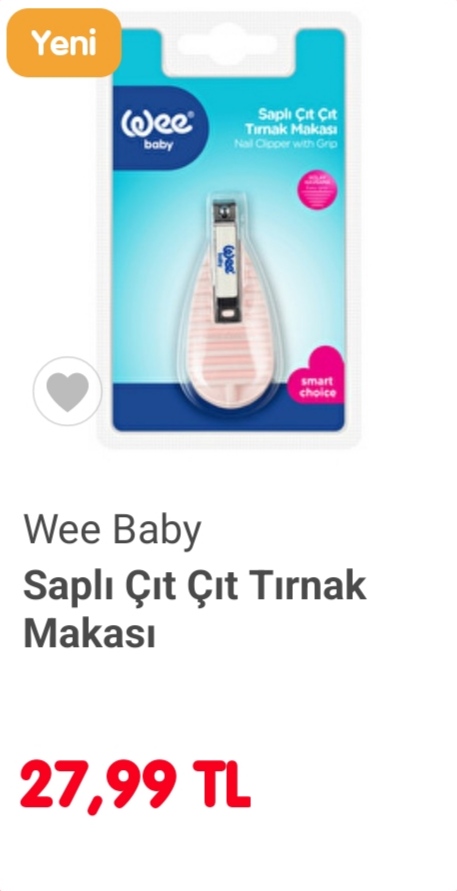 Yeni
Wee®
baby
Saplı Çıt Çıt
Tırnak Makası
Nail Clipper with Grip
Wee
baby
smart
choice
Wee Baby
Saplı Çıt Çıt Tırnak
Makası
27,99 TL